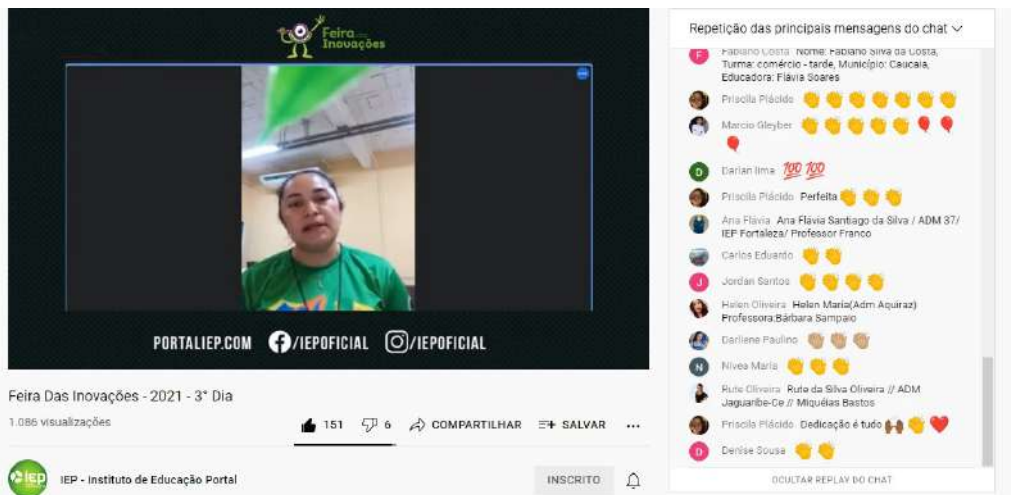 Feira das
Inovações
PORTALIEP.COM /IEPOFICIAL /IEPOFICIAL
Feira Das Inovações - 2021 - 3° Dia
1.086 visualizações
151 6 COMPARTILHAR SALVAR
iep IEP - Instituto de Educação Portal
INSCRITO
Repetição das principais mensagens do chat
F Fabiano Costa Nome: Fabiano Silva da Costa,
Turma: comércio - tarde, Município: Caucaia,
Educadora: Flávia Soares
Priscila Plácido 👏👏👏👏👏👏👏
Marcio Gleyber 👏👏👏👏👏🎈🎈
🎈
D Darian lima 💯💯
Priscila Plácido Perfeita 👏👏👏
Ana Flávia Ana Flávia Santiago da Silva / ADM 37/
IEP Fortaleza/ Professor Franco
Carlos Eduardo 👏👏
J Jordan Santos 👏👏👏👏
Helen Oliveira Helen Maria(Adm Aquiraz)
Professora:Bárbara Sampaio
Darliene Paulino 👏🏼👏🏼👏🏼
N Nivea Maria 👏👏👏
Rute Oliveira Rute da Silva Oliveira // ADM
Jaguaribe-Ce // Miquéias Bastos
Priscila Plácido Dedicação é tudo 🙌🏾👏❤️
D Denise Sousa 👏👏
OCULTAR REPLAY DO CHAT